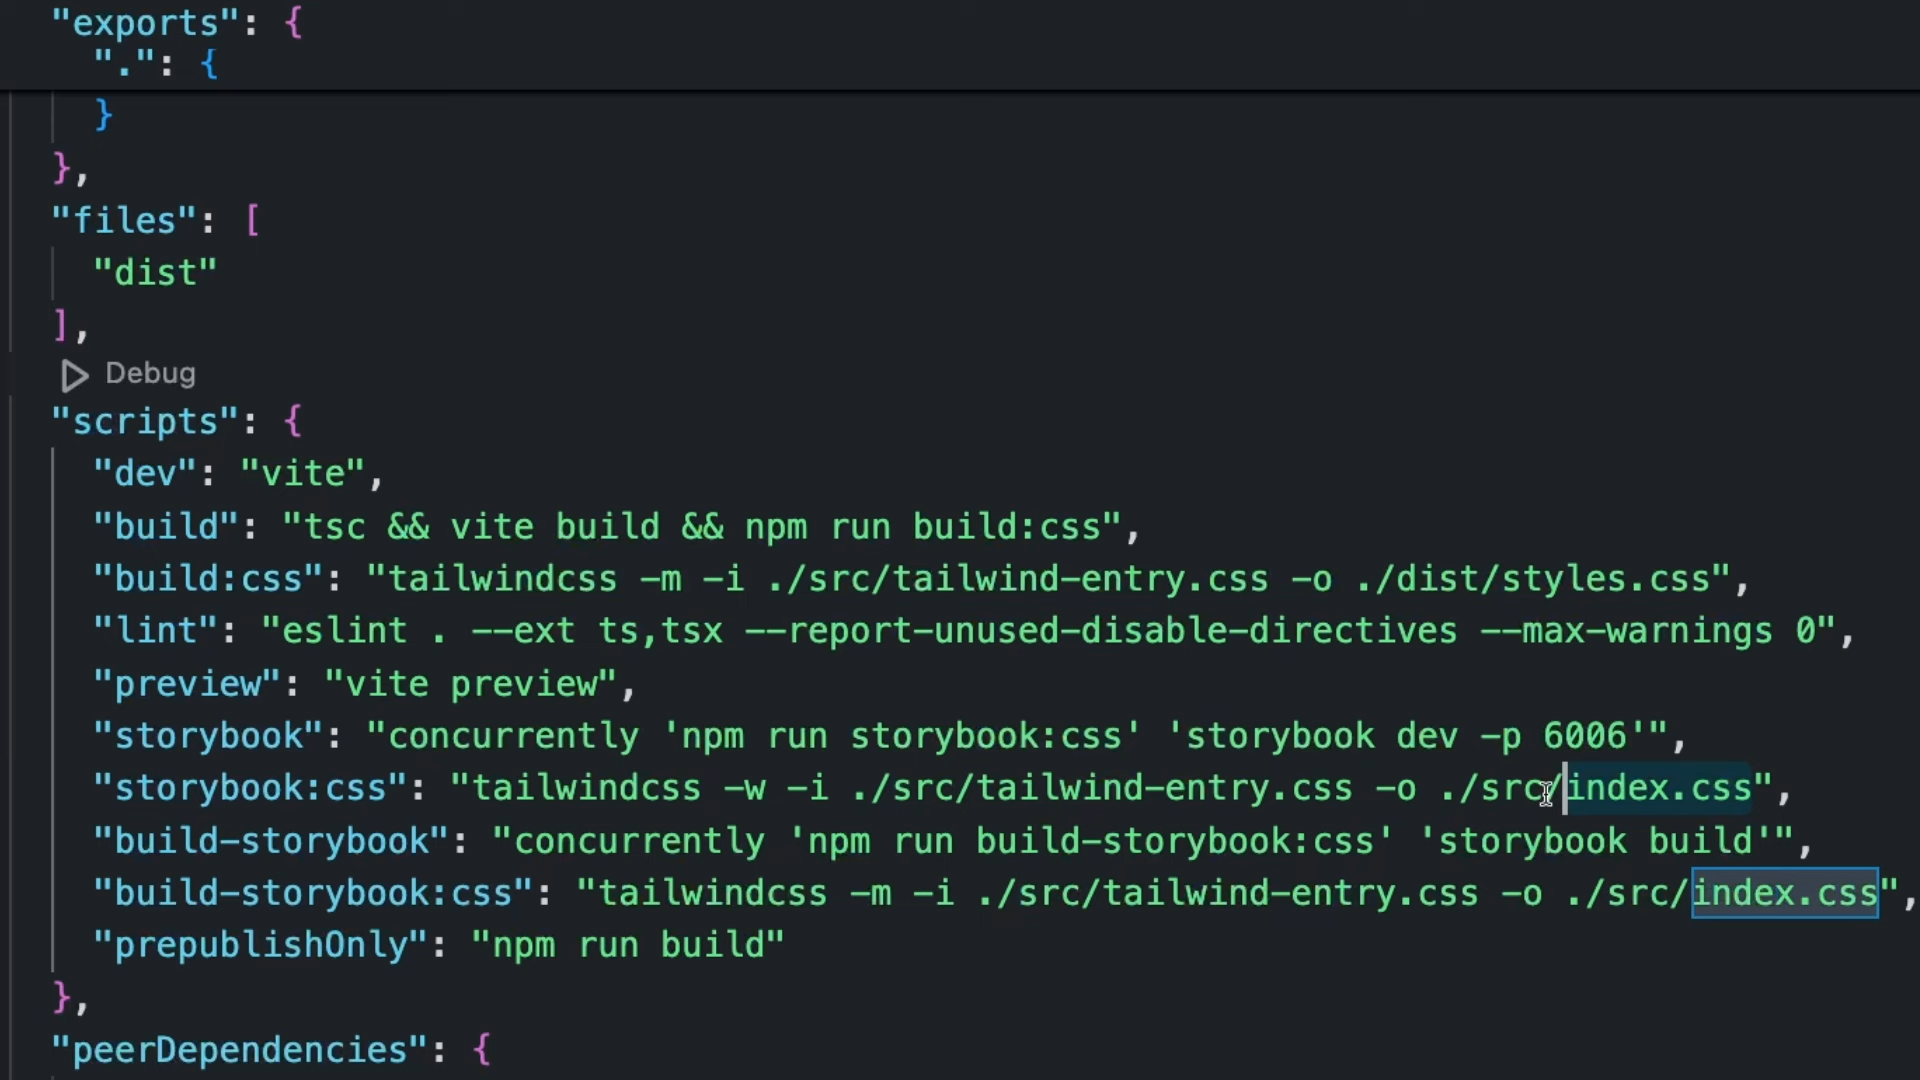 "exports": {
".": {
}
},
"files": [
"dist"
],
Debug
"scripts": {
"dev": "vite",
"build": "tsc && vite build && npm run build:css",
"build:css": "tailwindcss -m -i ./src/tailwind-entry.css -o ./dist/styles.css",
"lint": "eslint . --ext ts,tsx --report-unused-disable-directives --max-warnings 0",
"preview": "vite preview",
"storybook": "concurrently 'npm run storybook:css' 'storybook dev -p 6006'",
"storybook:css": "tailwindcss -w -i ./src/tailwind-entry.css -o ./src/index.css",
"build-storybook": "concurrently 'npm run build-storybook:css' 'storybook build'",
"build-storybook:css": "tailwindcss -m -i ./src/tailwind-entry.css -o ./src/index.css",
"prepublishOnly": "npm run build"
},
"peerDependencies": {